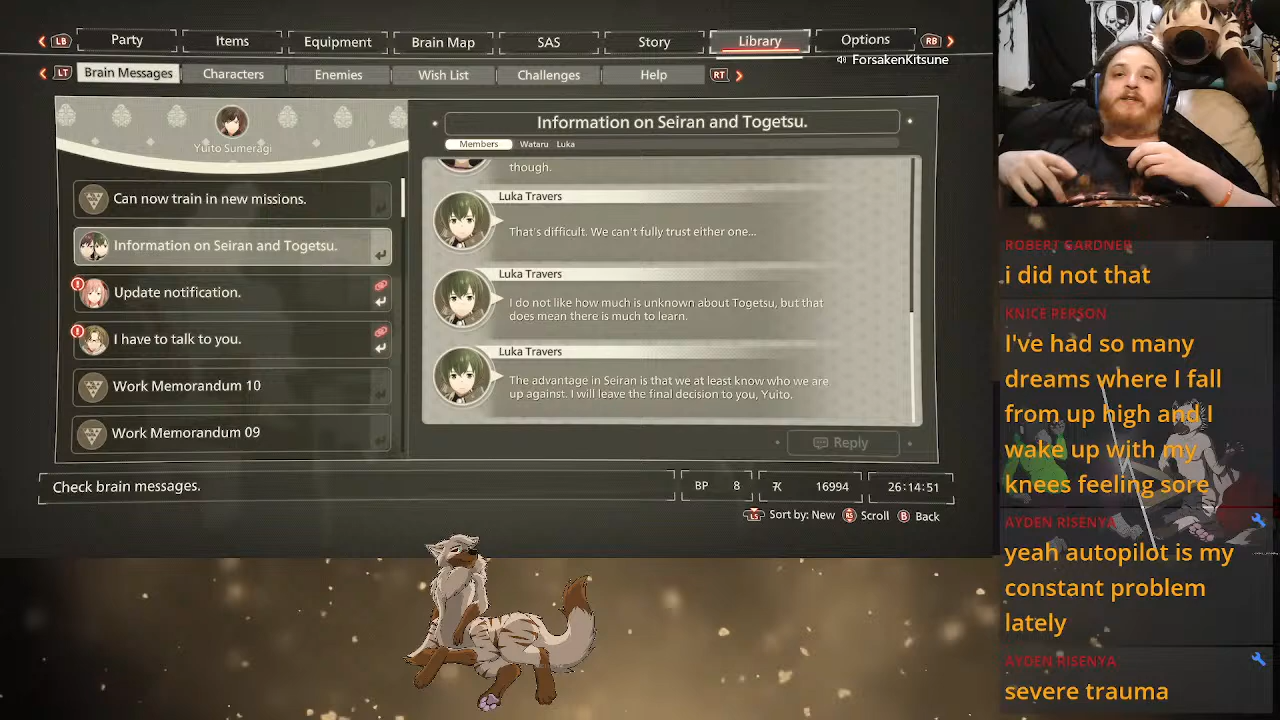 LB Party Items Equipment Brain Map SAS Story Library Options RB
ForsakenKitsune
LT Brain Messages Characters Enemies Wish List Challenges Help RT
Yuito Sumeragi
Can now train in new missions.
Information on Seiran and Togetsu.
Update notification.
I have to talk to you.
Work Memorandum 10
Work Memorandum 09
Information on Seiran and Togetsu.
Members Wataru Luka
though.
Luka Travers
That's difficult. We can't fully trust either one...
Luka Travers
I do not like how much is unknown about Togetsu, but that
does mean there is much to learn.
Luka Travers
The advantage in Seiran is that we at least know who we are
up against. I will leave the final decision to you, Yuito.
Reply
Check brain messages.
BP 8
16994
26:14:51
LS Sort by: New RS Scroll B Back
ROBERT GARDNER
i did not that
KNICE PERSON
I've had so many
dreams where I fall
from up high and I
wake up with my
knees feeling sore
AYDEN RISENYA
yeah autopilot is my
constant problem
lately
AYDEN RISENYA
severe trauma